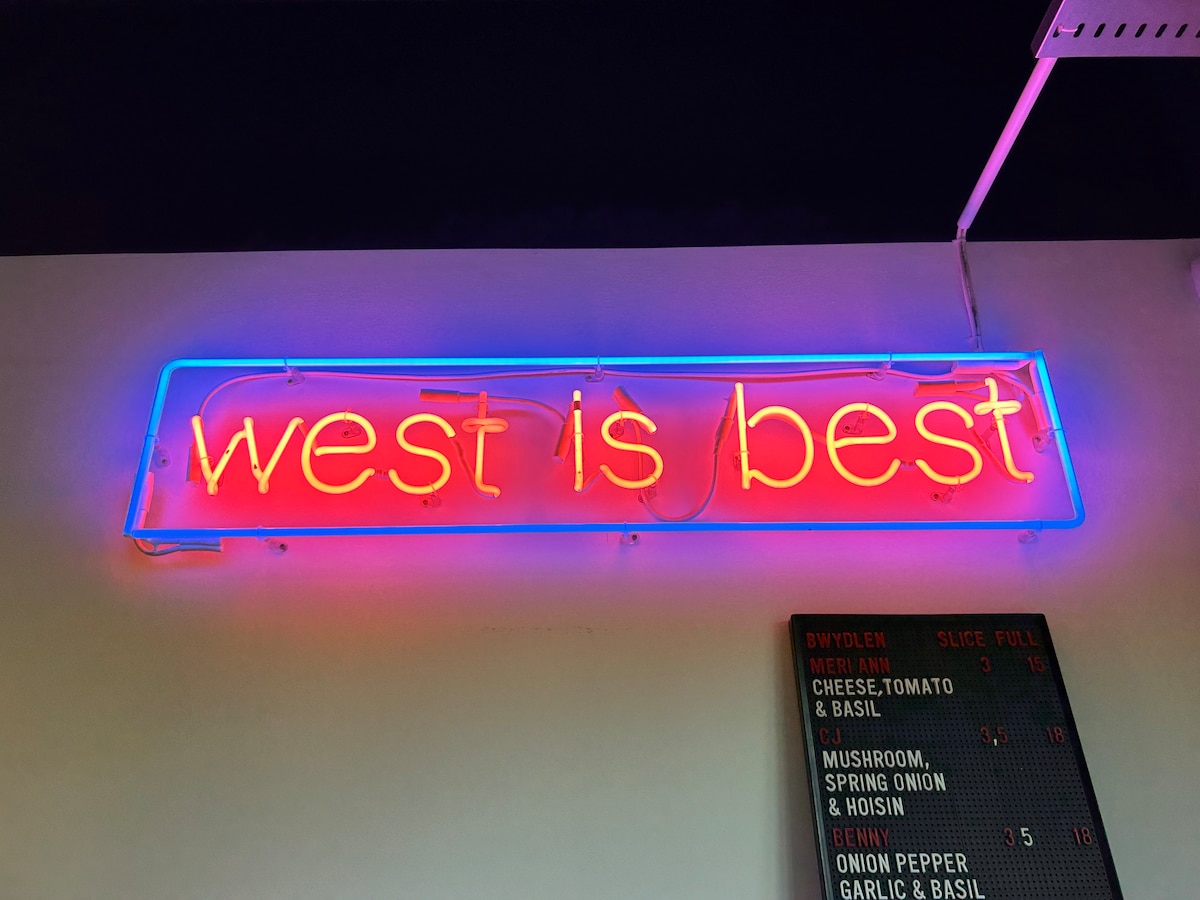 west is best
BWYDLEN SLICE FULL
MERI ANN 3 15
CHEESE,TOMATO
& BASIL
CJ 3,5 18
MUSHROOM,
SPRING ONION
& HOISIN
BENNY 3.5 18
ONION PEPPER
GARLIC & BASIL